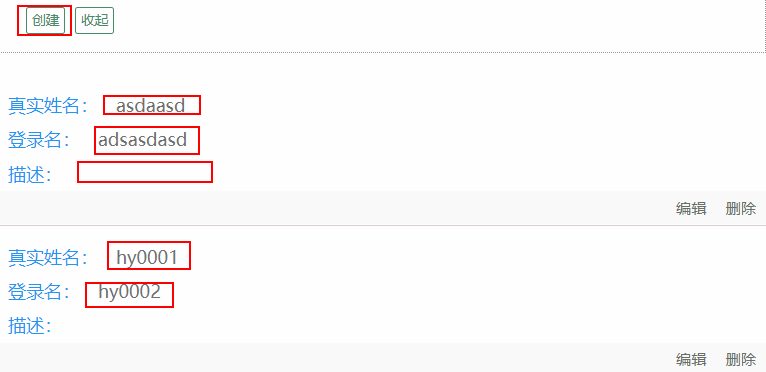 创建 收起
真实姓名： asdaasd
登录名： adsasdasd
描述：
编辑 删除
真实姓名： hy0001
登录名： hy0002
描述：
编辑 删除